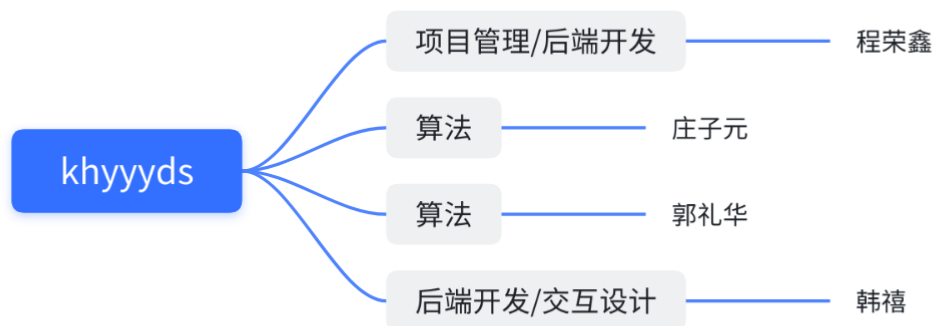 khyyyds
项目管理/后端开发
程荣鑫
算法
庄子元
算法
郭礼华
后端开发/交互设计
韩禧